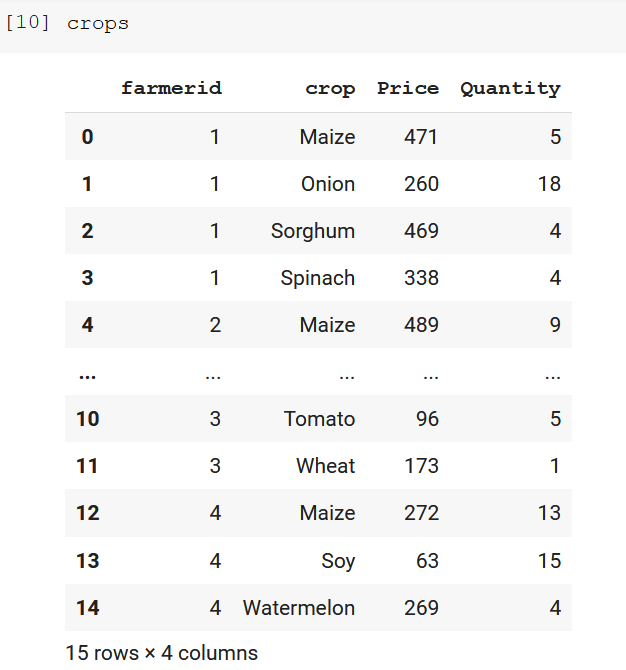 [10] crops
farmerid crop Price Quantity
0 1 Maize 471 5
1 1 Onion 260 18
2 1 Sorghum 469 4
3 1 Spinach 338 4
4 2 Maize 489 9
... ... ... ... ...
10 3 Tomato 96 5
11 3 Wheat 173 1
12 4 Maize 272 13
13 4 Soy 63 15
14 4 Watermelon 269 4
15 rows × 4 columns